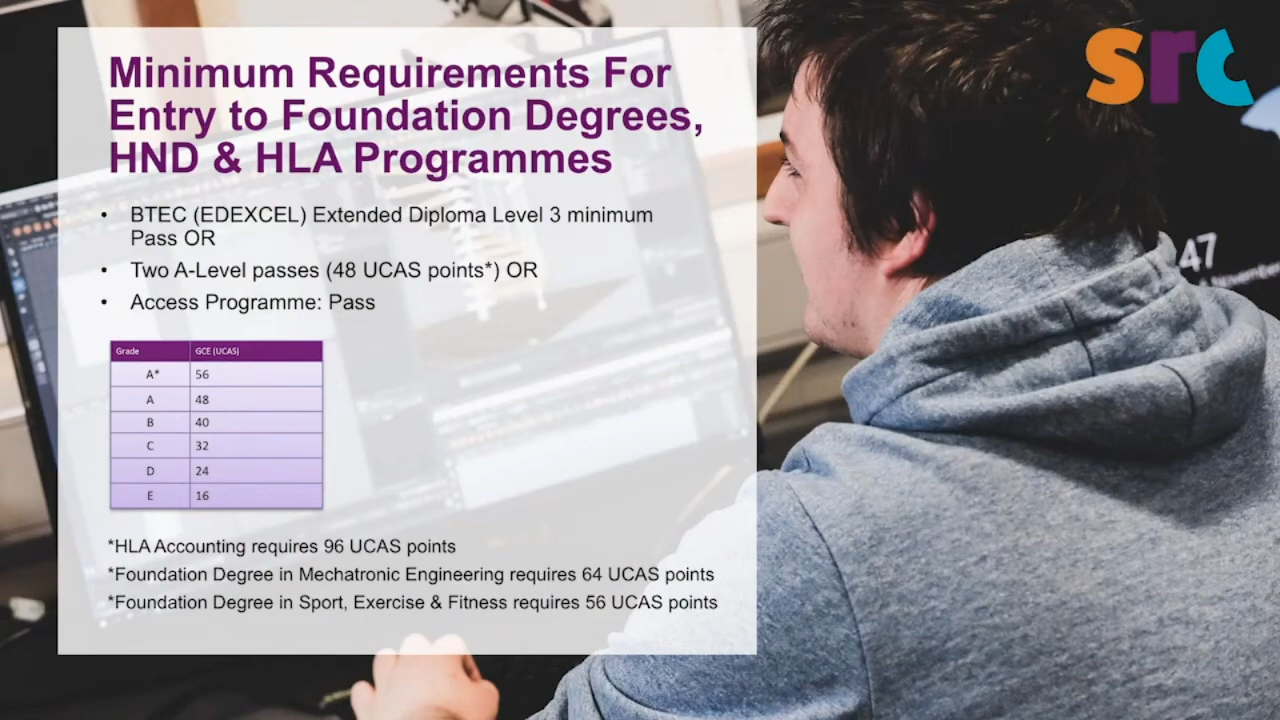 src
Minimum Requirements For
Entry to Foundation Degrees,
HND & HLA Programmes
• BTEC (EDEXCEL) Extended Diploma Level 3 minimum
Pass OR
• Two A-Level passes (48 UCAS points*) OR
• Access Programme: Pass
Grade GCE (UCAS)
A* 56
A 48
B 40
C 32
D 24
E 16
*HLA Accounting requires 96 UCAS points
*Foundation Degree in Mechatronic Engineering requires 64 UCAS points
*Foundation Degree in Sport, Exercise & Fitness requires 56 UCAS points
47